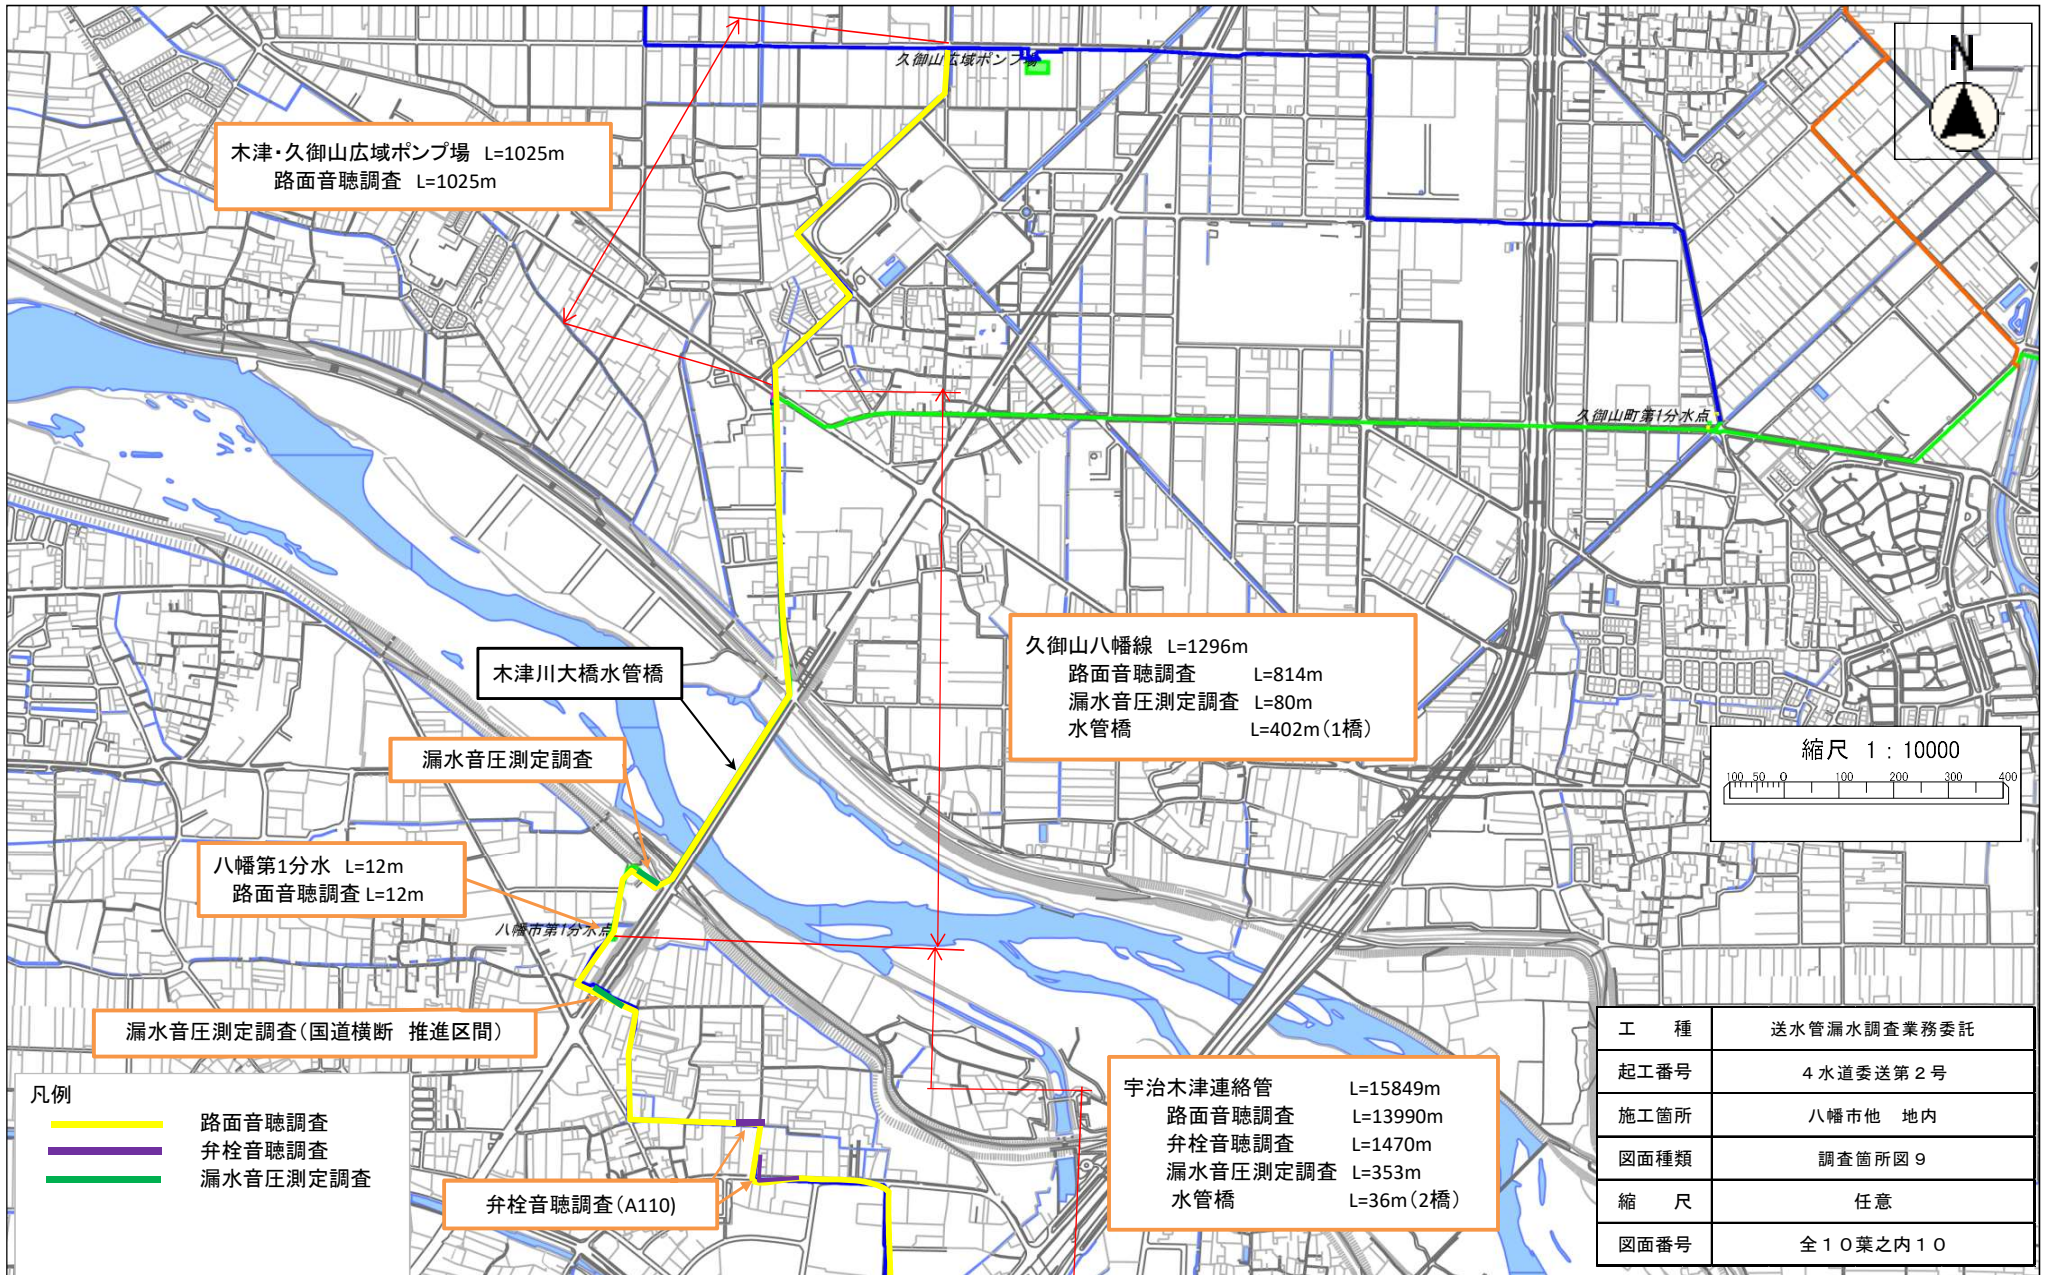 久御山広域ポンプ場
N
木津・久御山広域ポンプ場 L=1025m
路面音聴調査 L=1025m
久御山町第1分水点
久御山八幡線 L=1296m
路面音聴調査 L=814m
漏水音圧測定調査 L=80m
水管橋 L=402m(1橋)
木津川大橋水管橋
漏水音圧測定調査
縮尺 1:10000
100 50 0 100 200 300 400
八幡第1分水 L=12m
路面音聴調査 L=12m
八幡市第1分水点
漏水音圧測定調査(国道横断 推進区間)
凡例
路面音聴調査
弁栓音聴調査
漏水音圧測定調査
弁栓音聴調査(A110)
宇治木津連絡管 L=15849m
路面音聴調査 L=13990m
弁栓音聴調査 L=1470m
漏水音圧測定調査 L=353m
水管橋 L=36m(2橋)
工 種 送水管漏水調査業務委託
起工番号 4水道委送第2号
施工箇所 八幡市他 地内
図面種類 調査箇所図9
縮 尺 任意
図面番号 全10葉之内10